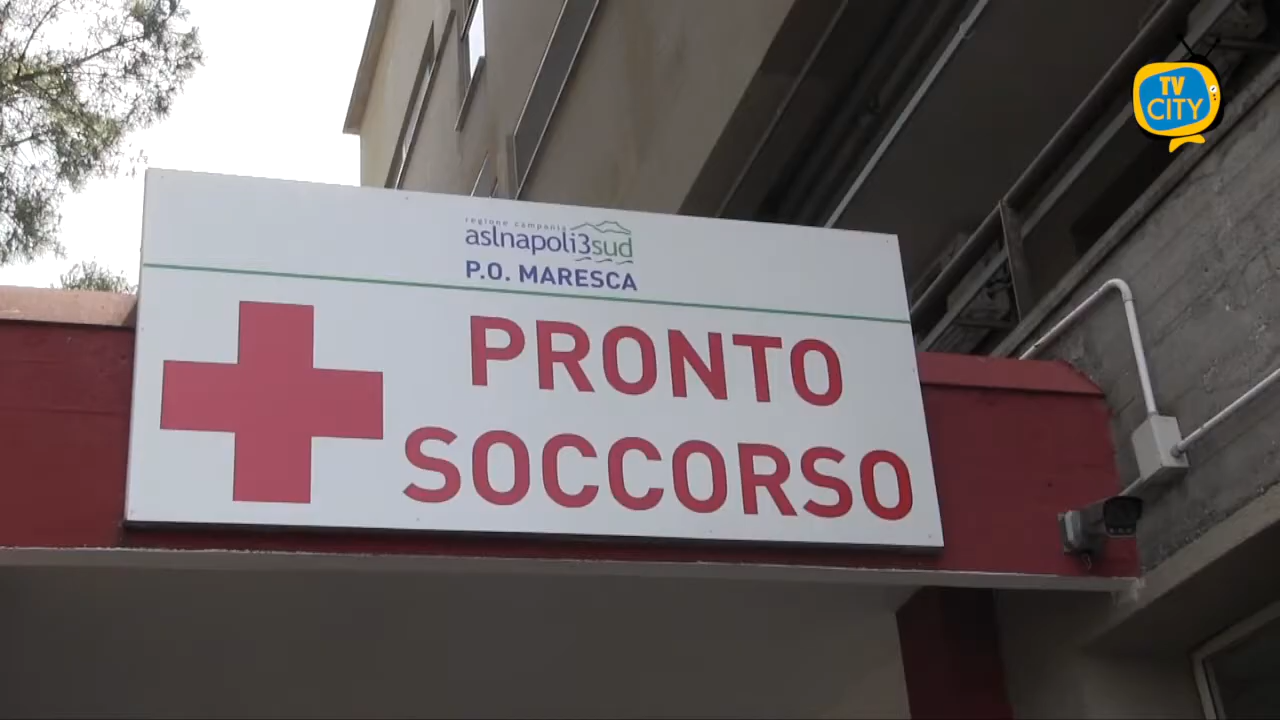 TV
CITY
regione campania
aslnapoli3sud
P.O. MARESCA
PRONTO
SOCCORSO